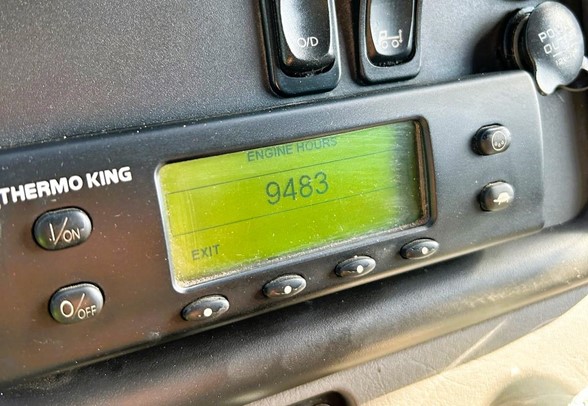 O/D
THERMO KING
ENGINE HOURS
9483
EXIT
I/ON
O/OFF